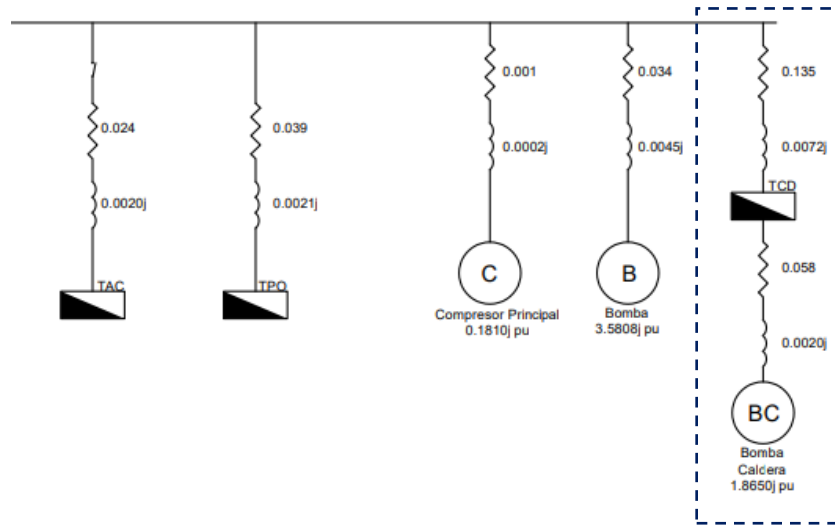 0.024
0.0020j
TAC
0.039
0.0021j
TPO
0.001
0.0002j
C
Compresor Principal
0.1810j pu
0.034
0.0045j
B
Bomba
3.5808j pu
0.135
0.0072j
TCD
0.058
0.0020j
BC
Bomba
Caldera
1.8650j pu